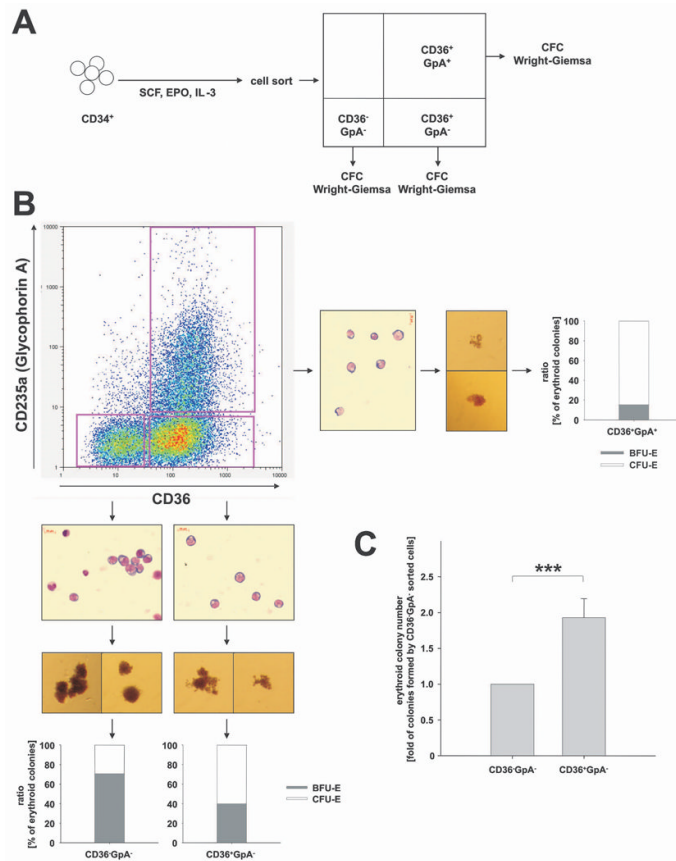 A
CD34⁺
SCF, EPO, IL-3
cell sort
CD36⁺
GpA⁺
CD36⁻
GpA⁻
CD36⁺
GpA⁻
CFC
Wright-Giemsa
CFC
Wright-Giemsa
CFC
Wright-Giemsa
B
CD235a (Glycophorin A)
10000
1000
100
10
1
1
10
100
1000
10000
CD36
ratio
[% of erythroid colonies]
100
80
60
40
20
0
CD36⁺GpA⁺
BFU-E
CFU-E
ratio
[% of erythroid colonies]
100
80
60
40
20
0
CD36⁻GpA⁻
100
80
60
40
20
0
CD36⁺GpA⁻
BFU-E
CFU-E
C
erythroid colony number
[fold of colonies formed by CD36⁻GpA⁻ sorted cells]
2.5
2.0
1.5
1.0
0.5
0
***
CD36⁻GpA⁻
CD36⁺GpA⁻